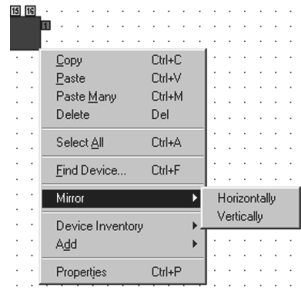 15 16
1
Copy Ctrl+C
Paste Ctrl+V
Paste Many Ctrl+M
Delete Del
Select All Ctrl+A
Find Device... Ctrl+F
Mirror
Horizontally
Vertically
Device Inventory
Add
Properties Ctrl+P